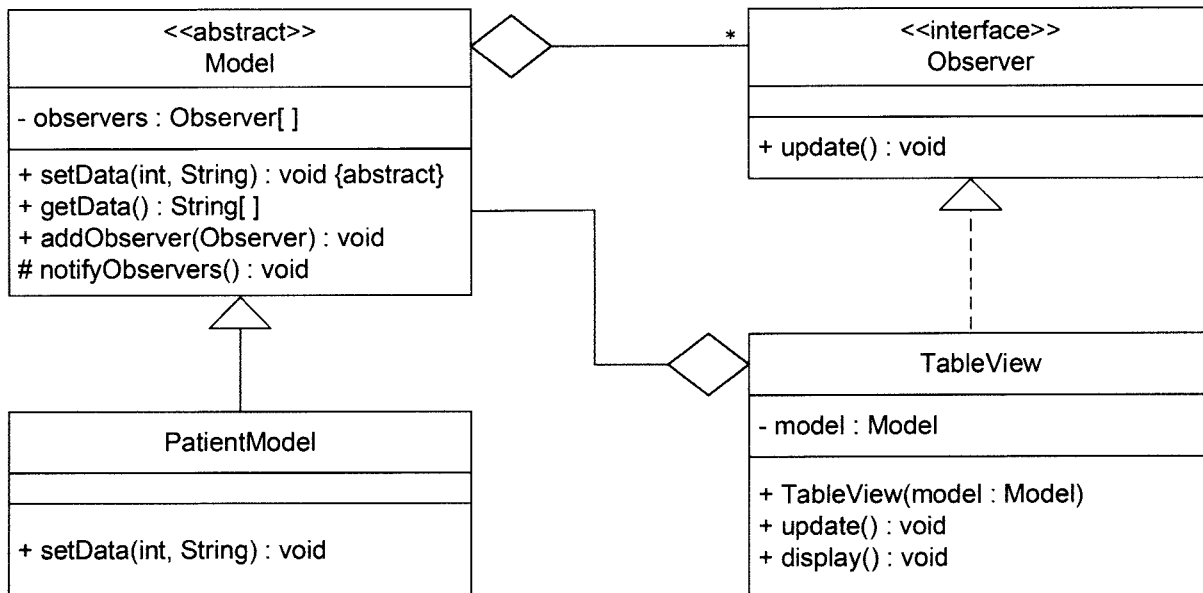 <<abstract>>
Model
- observers : Observer[ ]
+ setData(int, String) : void {abstract}
+ getData() : String[ ]
+ addObserver(Observer) : void
# notifyObservers() : void
*
<<interface>>
Observer
+ update() : void
PatientModel
+ setData(int, String) : void
TableView
- model : Model
+ TableView(model : Model)
+ update() : void
+ display() : void